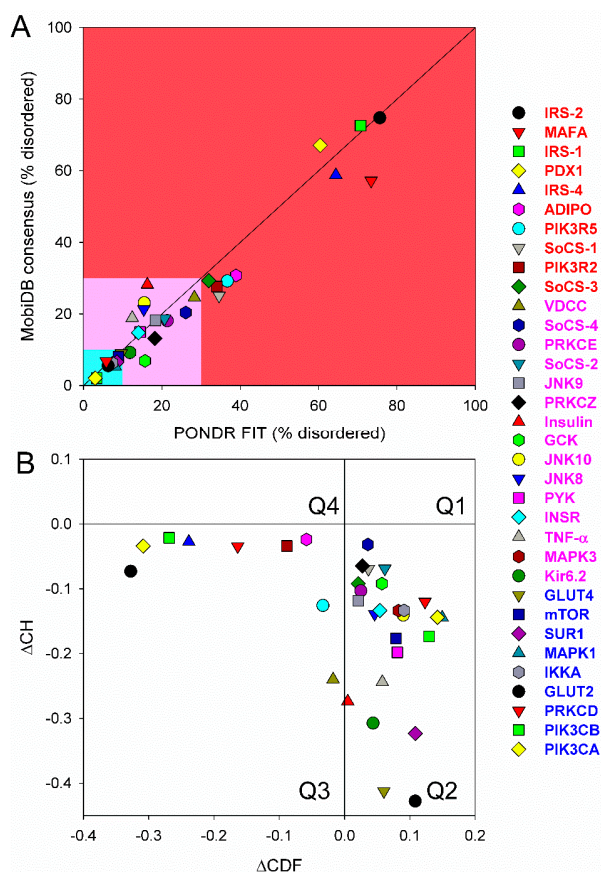 A
100
80
60
40
20
0
MobiDB consensus (% disordered)
0 20 40 60 80 100
PONDR FIT (% disordered)
B
0.1
0.0
-0.1
-0.2
-0.3
-0.4
ΔCH
Q4 Q1
Q3 Q2
-0.4 -0.3 -0.2 -0.1 0.0 0.1 0.2
ΔCDF
IRS-2
MAFA
IRS-1
PDX1
IRS-4
ADIPO
PIK3R5
SoCS-1
PIK3R2
SoCS-3
VDCC
SoCS-4
PRKCE
SoCS-2
JNK9
PRKCZ
Insulin
GCK
JNK10
JNK8
PYK
INSR
TNF-α
MAPK3
Kir6.2
GLUT4
mTOR
SUR1
MAPK1
IKKA
GLUT2
PRKCD
PIK3CB
PIK3CA